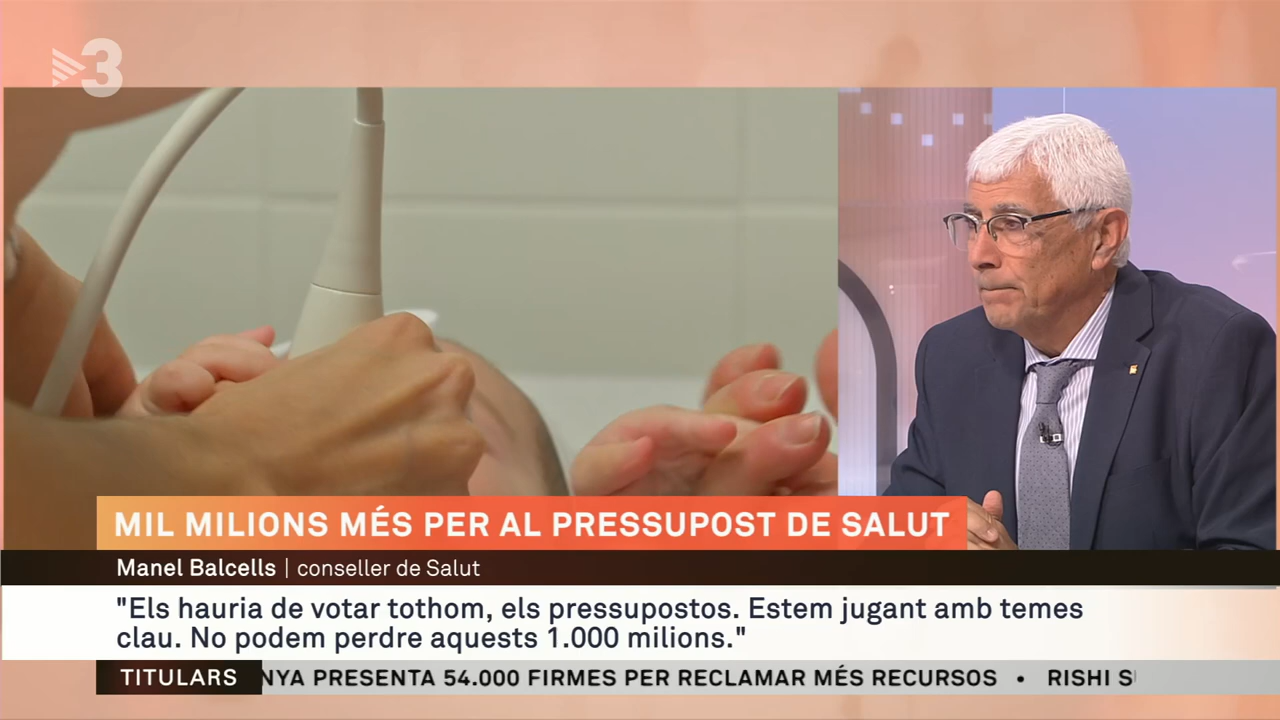 3
MIL MILIONS MÉS PER AL PRESSUPOST DE SALUT
Manel Balcells | conseller de Salut
"Els hauria de votar tothom, els pressupostos. Estem jugant amb temes
clau. No podem perdre aquests 1.000 milions."
TITULARS NYA PRESENTA 54.000 FIRMES PER RECLAMAR MÉS RECURSOS • RISHI S